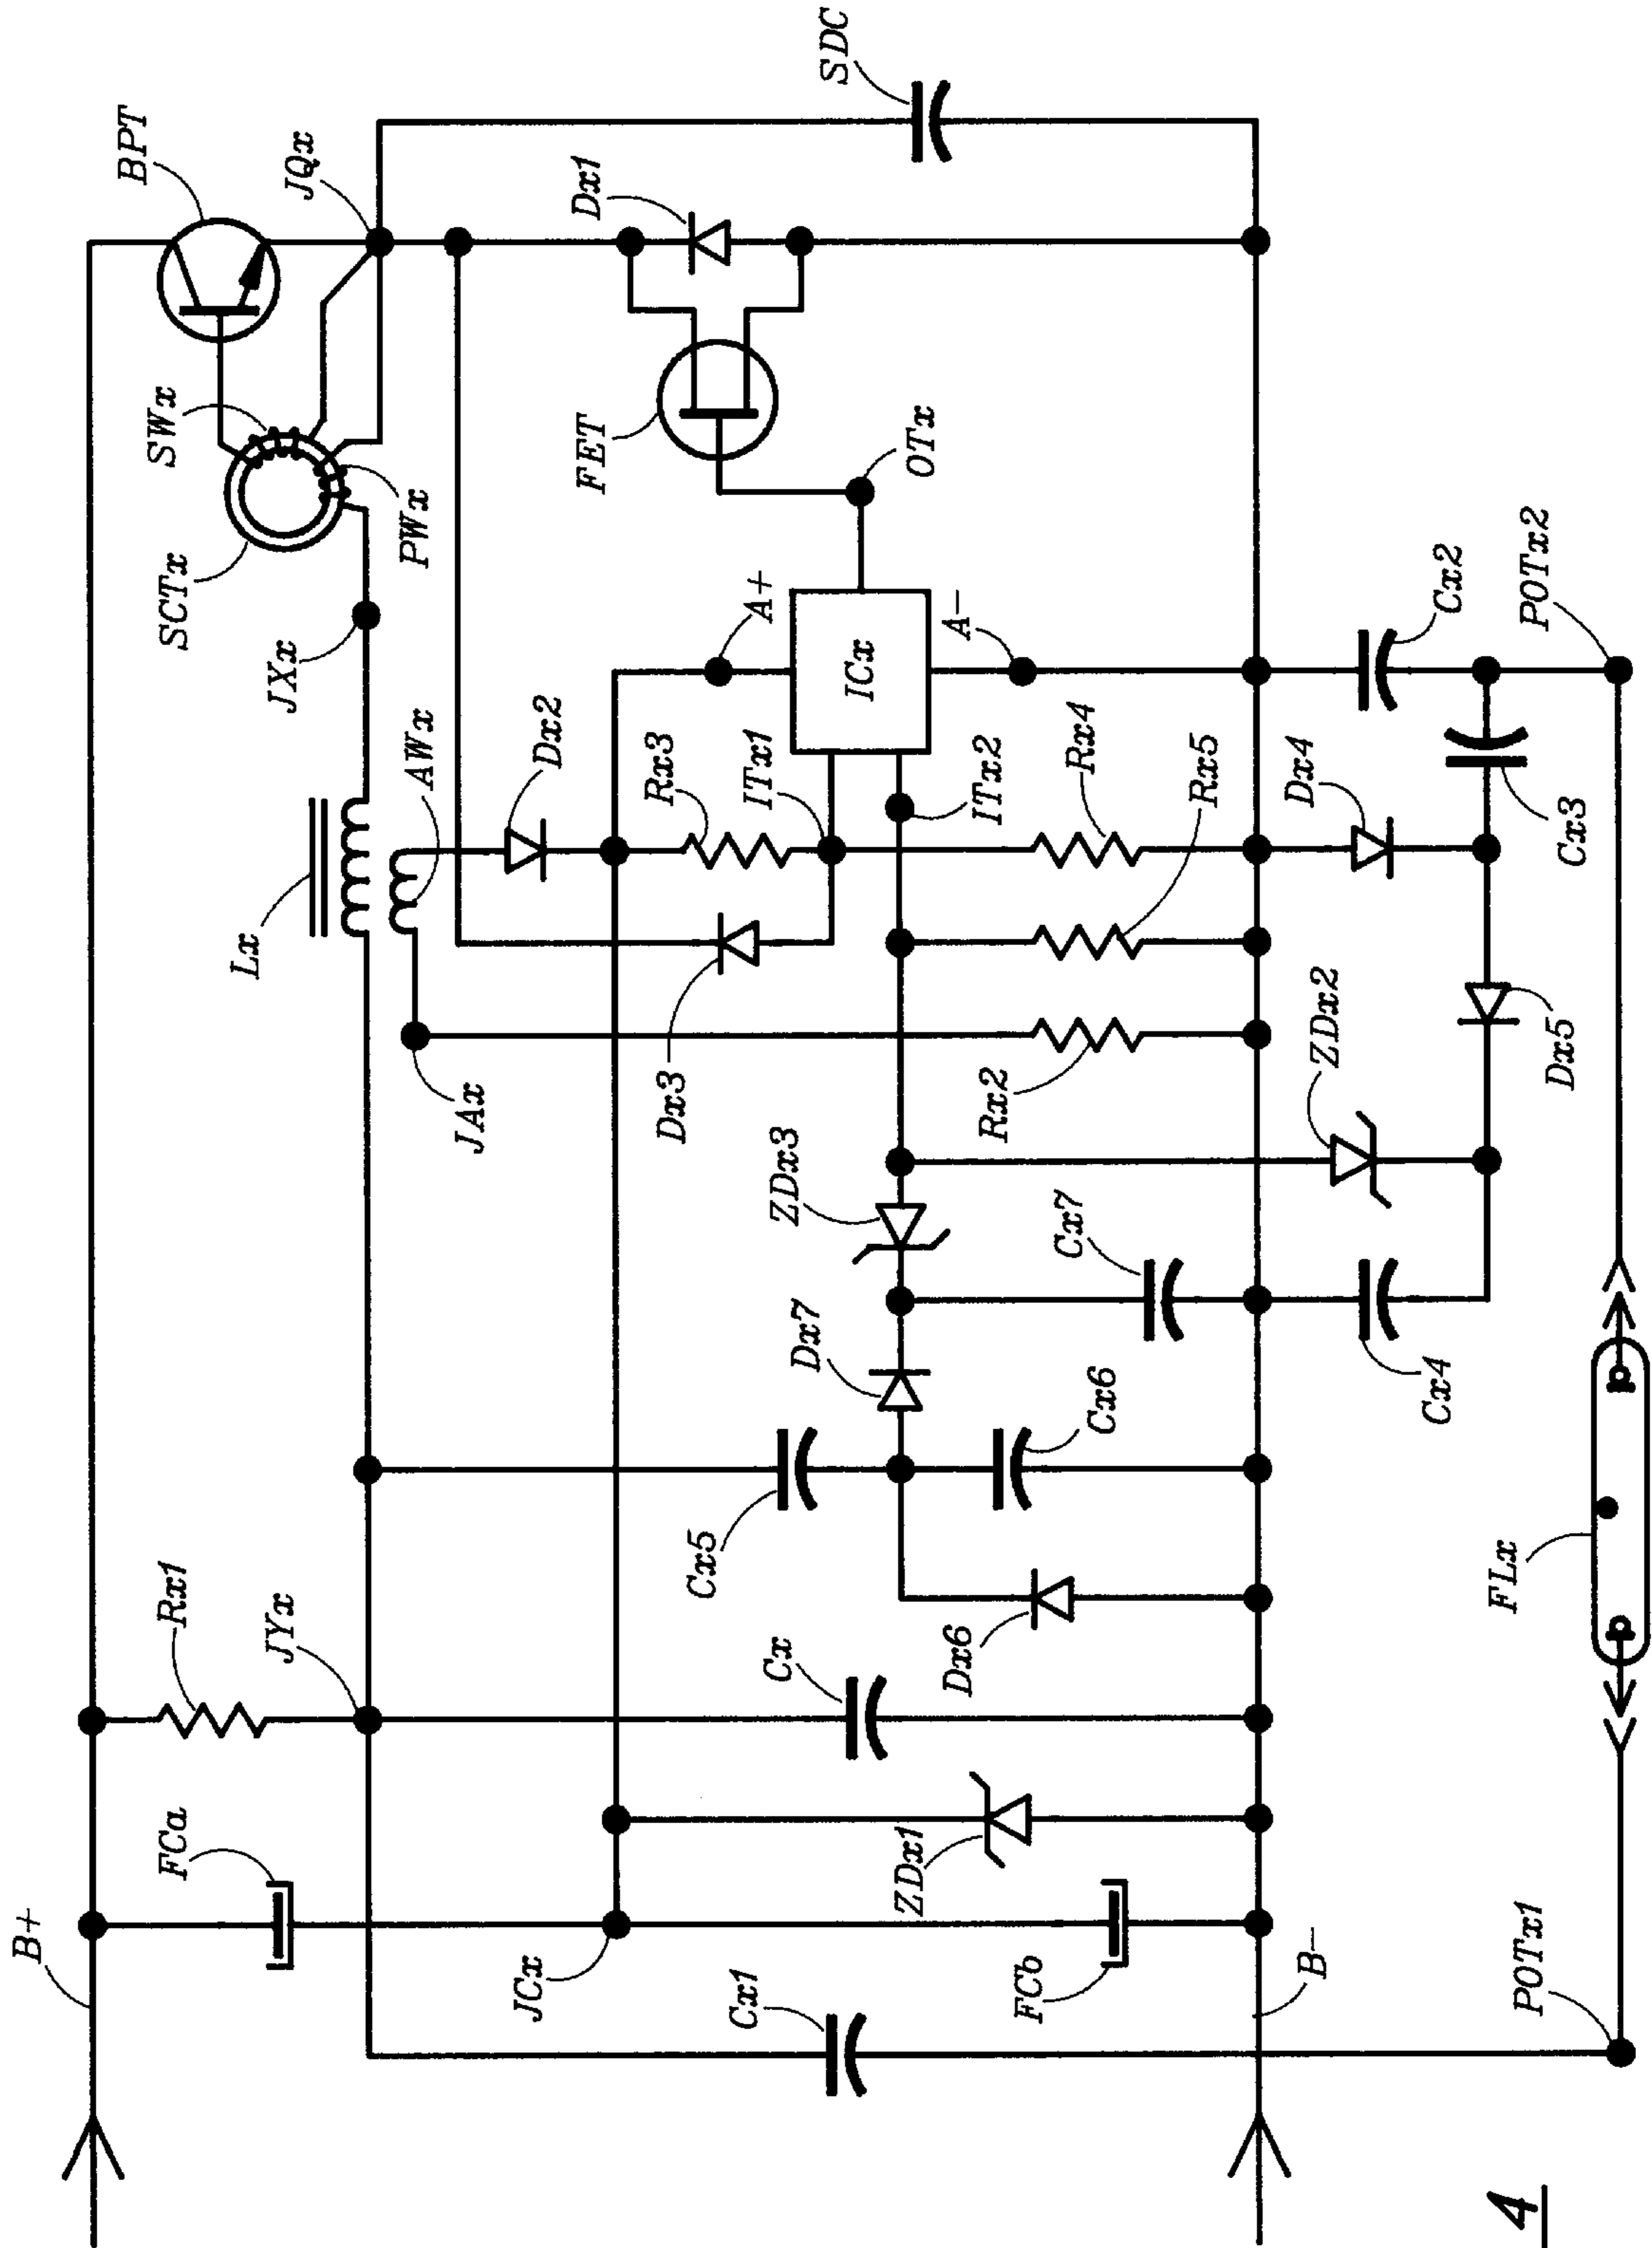 B+
FCa
Rx1
JYx
JCx
Cx1
FCb
ZDx1
B−
POTx1
Cx
Dx6
Cx5
Cx6
Dx7
Cx4
Cx7
ZDx3
FLx
Lx
JAx
Dx3
Rx2
ZDx2
Dx5
AWx
Dx2
Rx3
ITx1
ITx2
Rx4
Rx5
Dx4
Cx3
JXx
SCTx
SWx
PWx
A+
ICx
A−
Cx2
POTx2
BPT
JQx
FET
OTx
Dx1
SDC
4